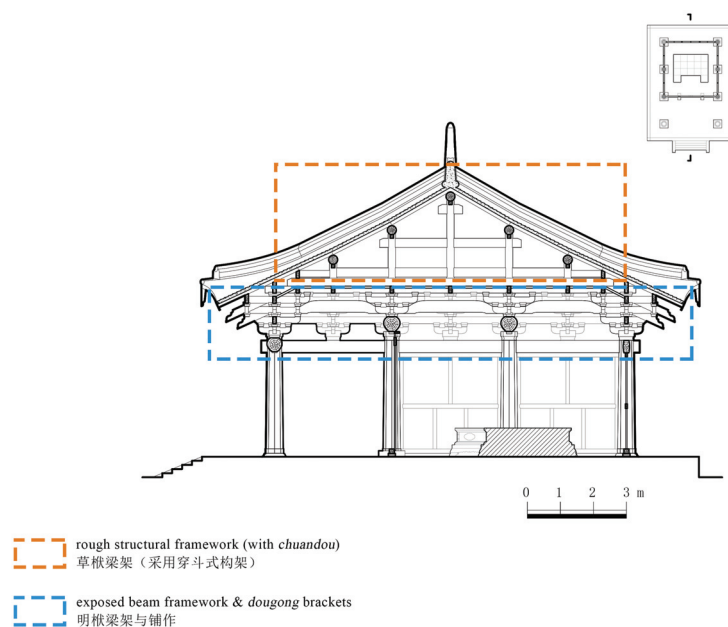 0 1 2 3 m
rough structural framework (with chuandou)
草栿梁架（采用穿斗式构架）
exposed beam framework & dougong brackets
明栿梁架与铺作